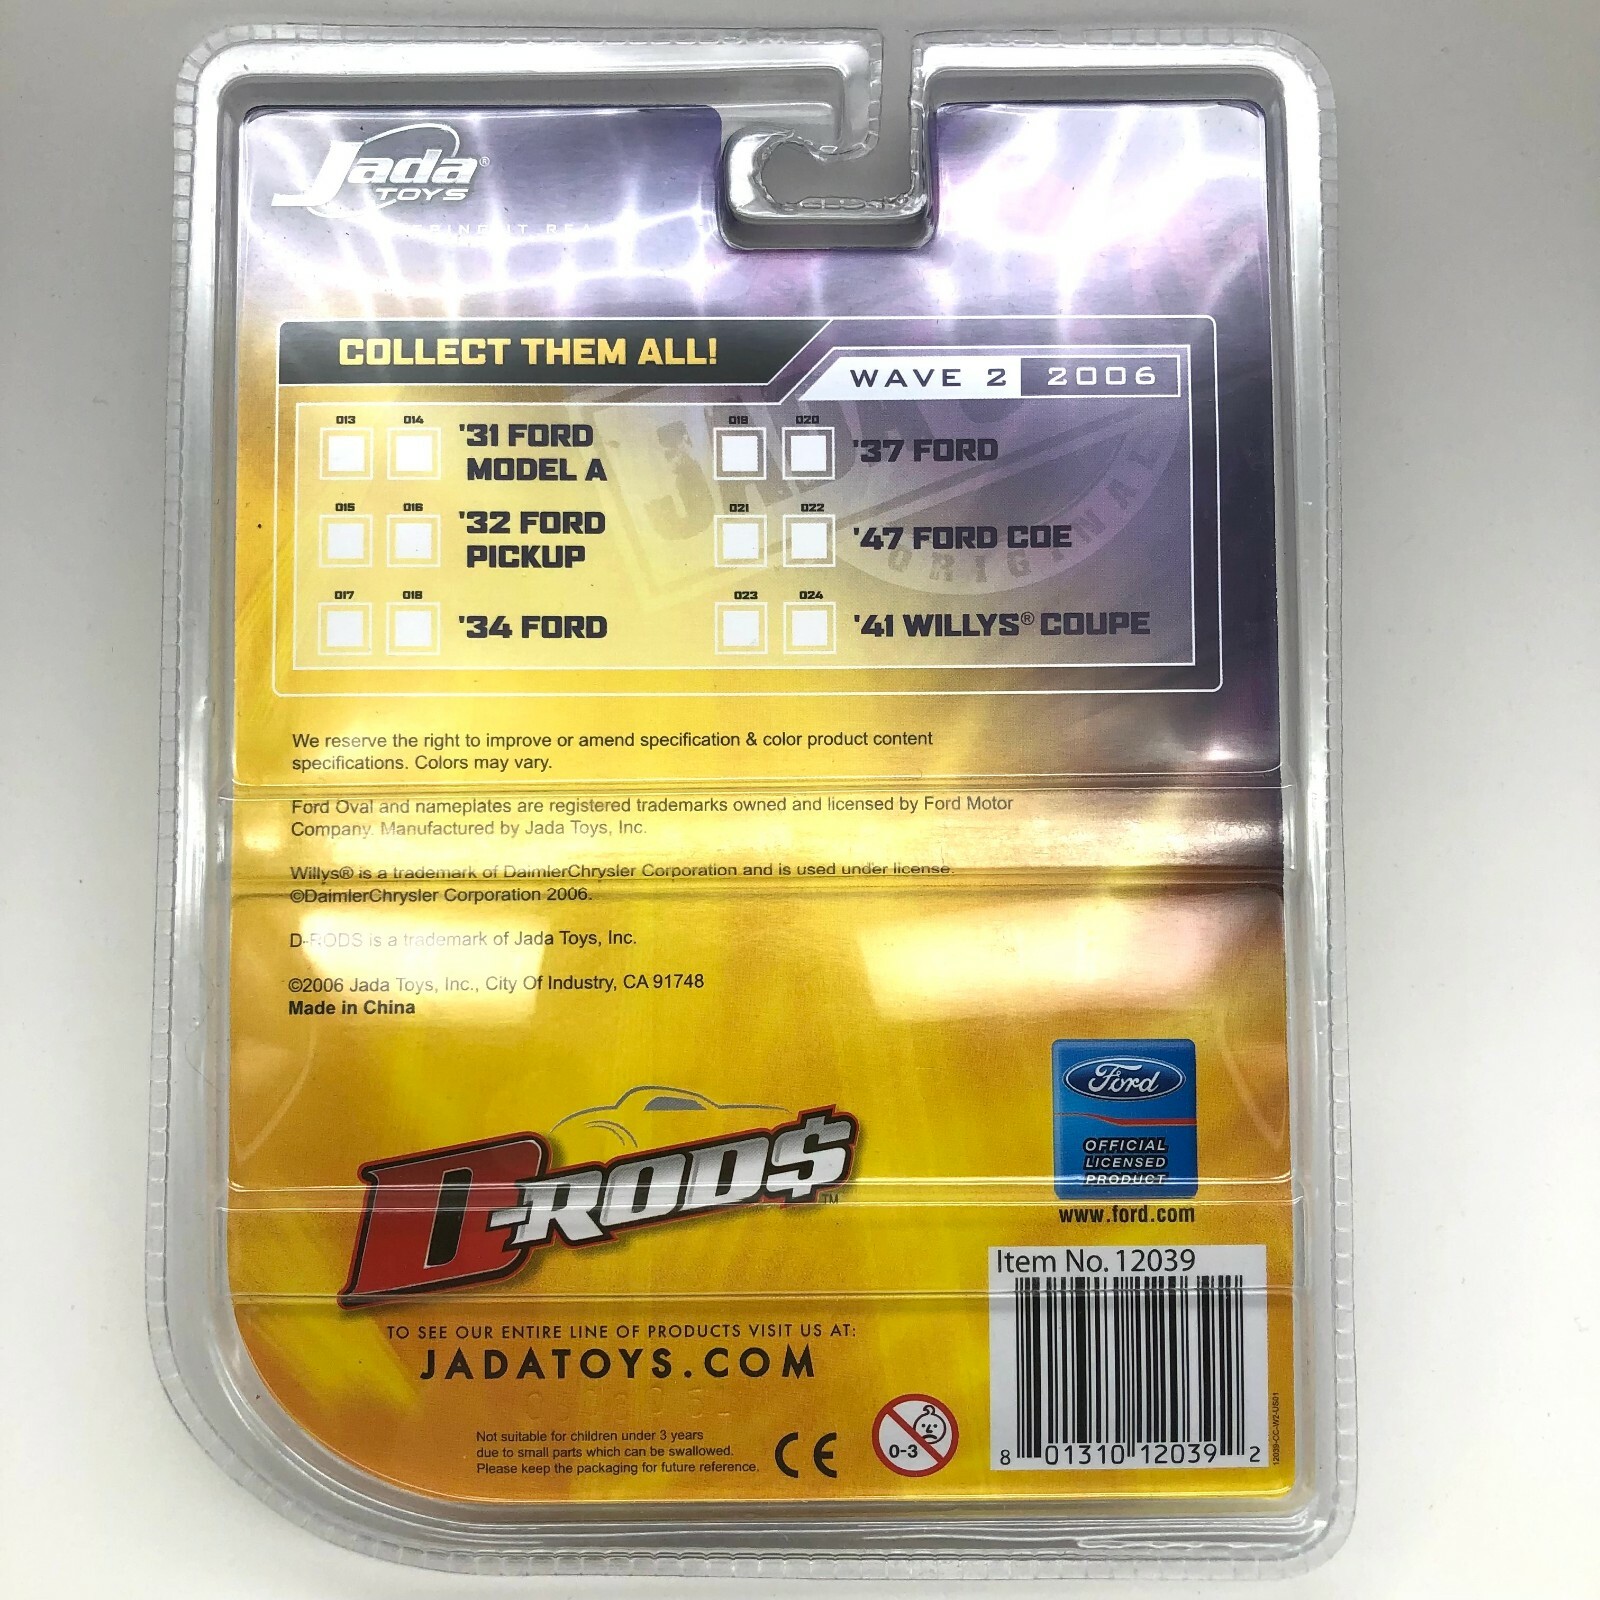 Jada®
TOYS
COLLECT THEM ALL!
WAVE 2 2006
013 014 '31 FORD
MODEL A
015 016 '32 FORD
PICKUP
017 018 '34 FORD
019 020 '37 FORD
021 022 '47 FORD COE
023 024 '41 WILLYS® COUPE
ORIGINAL
We reserve the right to improve or amend specification & color product content
specifications. Colors may vary.
Ford Oval and nameplates are registered trademarks owned and licensed by Ford Motor
Company. Manufactured by Jada Toys, Inc.
Willys® is a trademark of DaimlerChrysler Corporation and is used under license.
©DaimlerChrysler Corporation 2006.
D-RODS is a trademark of Jada Toys, Inc.
©2006 Jada Toys, Inc., City Of Industry, CA 91748
Made in China
Ford
OFFICIAL
LICENSED
PRODUCT
www.ford.com
D-ROD$ TM
Item No. 12039
TO SEE OUR ENTIRE LINE OF PRODUCTS VISIT US AT:
JADATOYS.COM
Not suitable for children under 3 years
due to small parts which can be swallowed.
Please keep the packaging for future reference.
CE
0-3
8 01310 12039 2
12039-CC-W2-US01